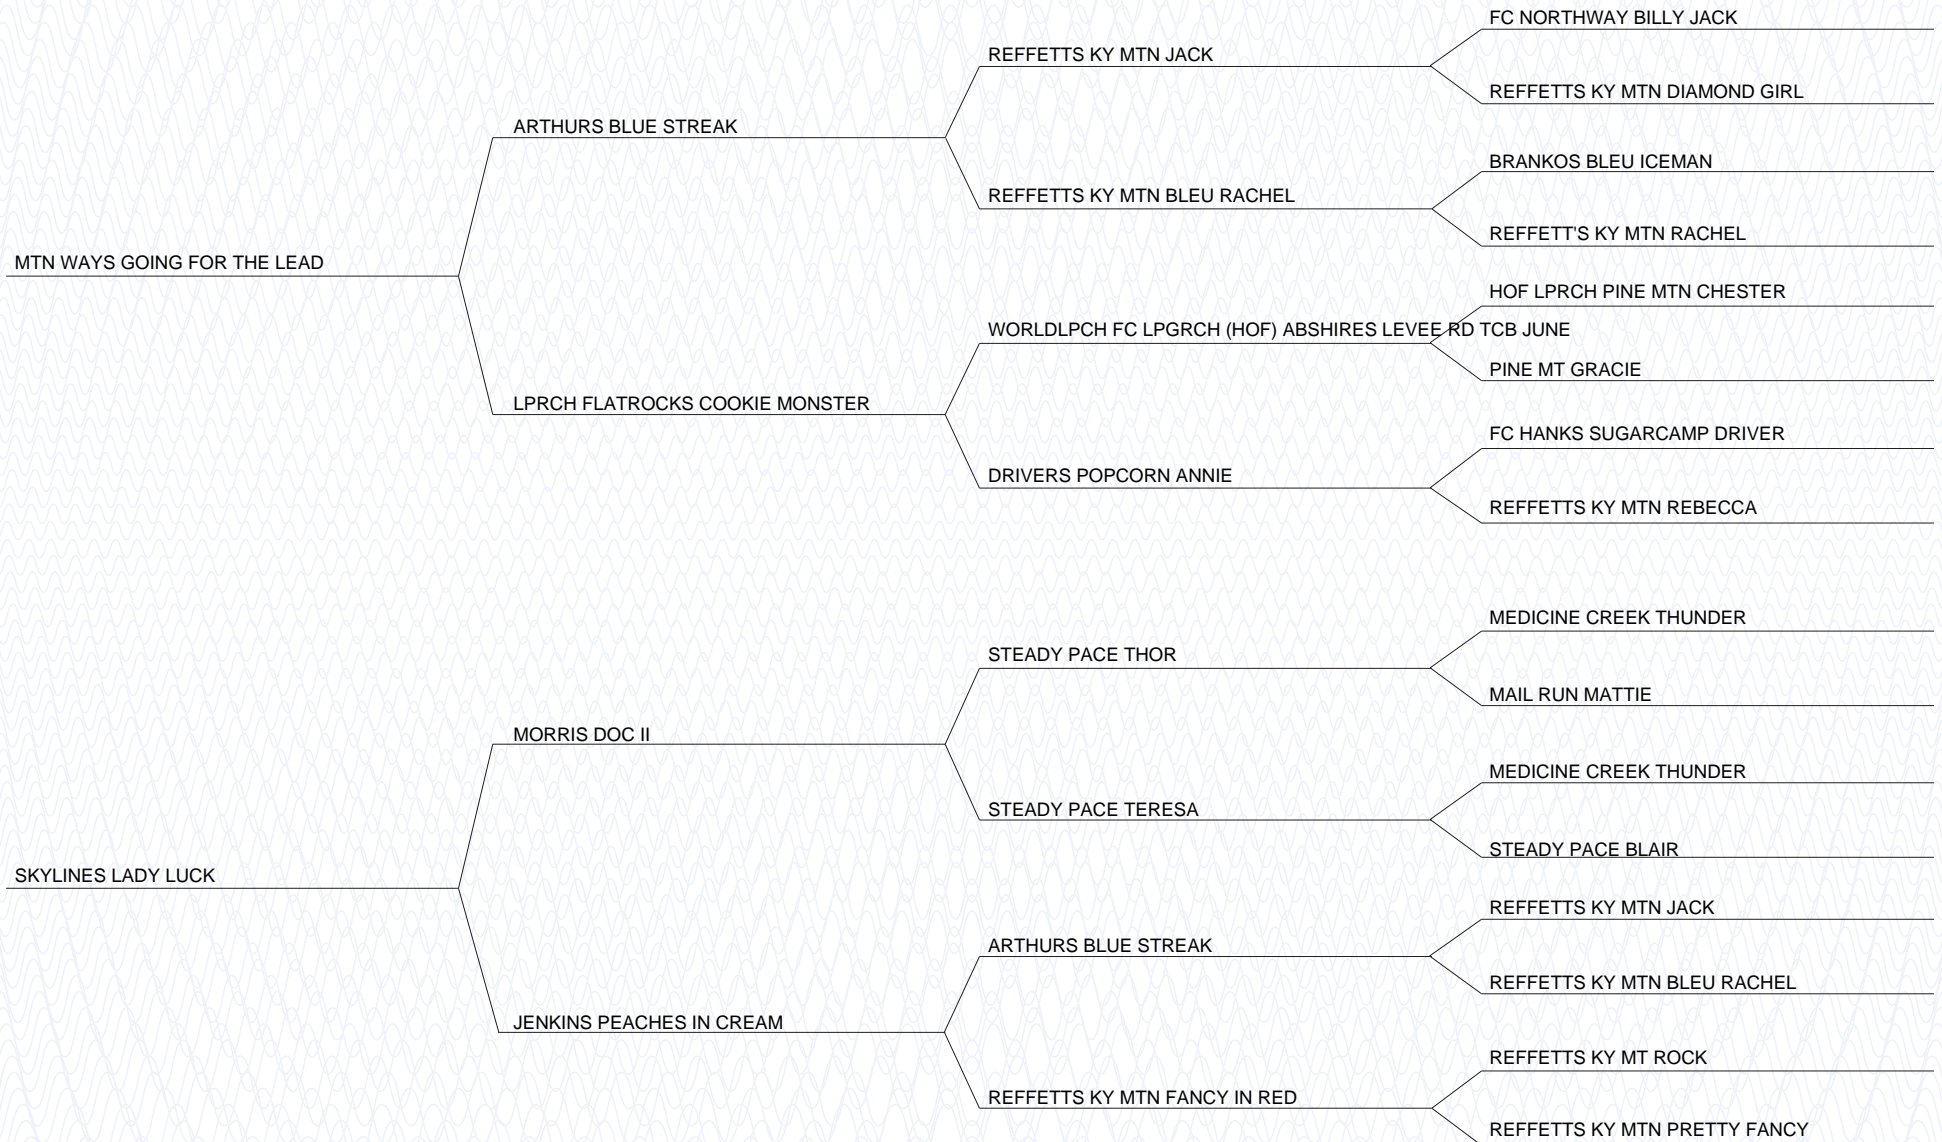 FC NORTHWAY BILLY JACK
REFFETTS KY MTN JACK
REFFETTS KY MTN DIAMOND GIRL
ARTHURS BLUE STREAK
BRANKOS BLEU ICEMAN
REFFETTS KY MTN BLEU RACHEL
REFFETT'S KY MTN RACHEL
MTN WAYS GOING FOR THE LEAD
HOF LPRCH PINE MTN CHESTER
WORLDLPCH FC LPGRCH (HOF) ABSHIRES LEVEE RD TCB JUNE
PINE MT GRACIE
LPRCH FLATROCKS COOKIE MONSTER
FC HANKS SUGARCAMP DRIVER
DRIVERS POPCORN ANNIE
REFFETTS KY MTN REBECCA
MEDICINE CREEK THUNDER
STEADY PACE THOR
MAIL RUN MATTIE
MORRIS DOC II
MEDICINE CREEK THUNDER
STEADY PACE TERESA
STEADY PACE BLAIR
SKYLINES LADY LUCK
REFFETTS KY MTN JACK
ARTHURS BLUE STREAK
REFFETTS KY MTN BLEU RACHEL
JENKINS PEACHES IN CREAM
REFFETTS KY MT ROCK
REFFETTS KY MTN FANCY IN RED
REFFETTS KY MTN PRETTY FANCY